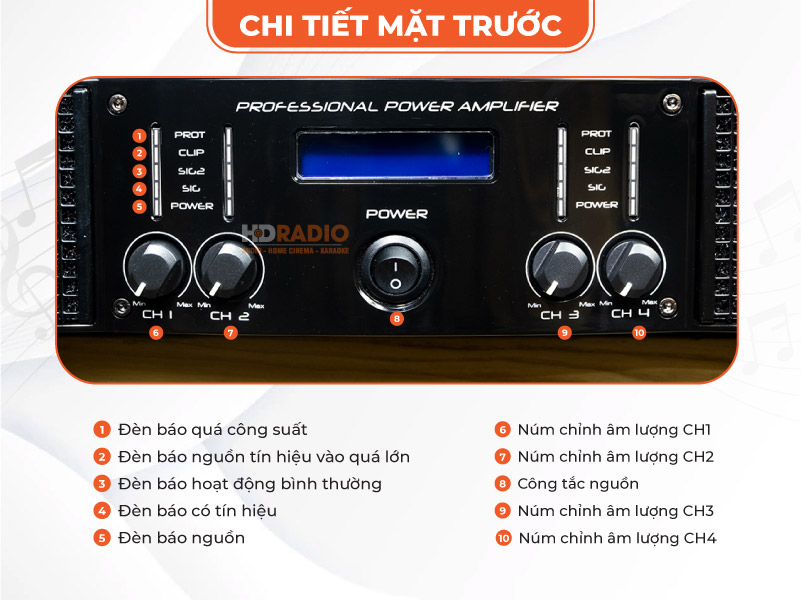 CHI TIẾT MẶT TRƯỚC
PROFESSIONAL POWER AMPLIFIER
1 PROT
2 CLIP
3 SIG2
4 SIG
5 POWER
PROT
CLIP
SIG2
SIG
POWER
POWER
HDRADIO
- HOME CINEMA - KARAOKE
I
O
Min Max
CH 1
Min Max
CH 2
Min Max
CH 3
Min Max
CH 4
6
7
8
9
10
1 Đèn báo quá công suất
2 Đèn báo nguồn tín hiệu vào quá lớn
3 Đèn báo hoạt động bình thường
4 Đèn báo có tín hiệu
5 Đèn báo nguồn
6 Núm chỉnh âm lượng CH1
7 Núm chỉnh âm lượng CH2
8 Công tắc nguồn
9 Núm chỉnh âm lượng CH3
10 Núm chỉnh âm lượng CH4